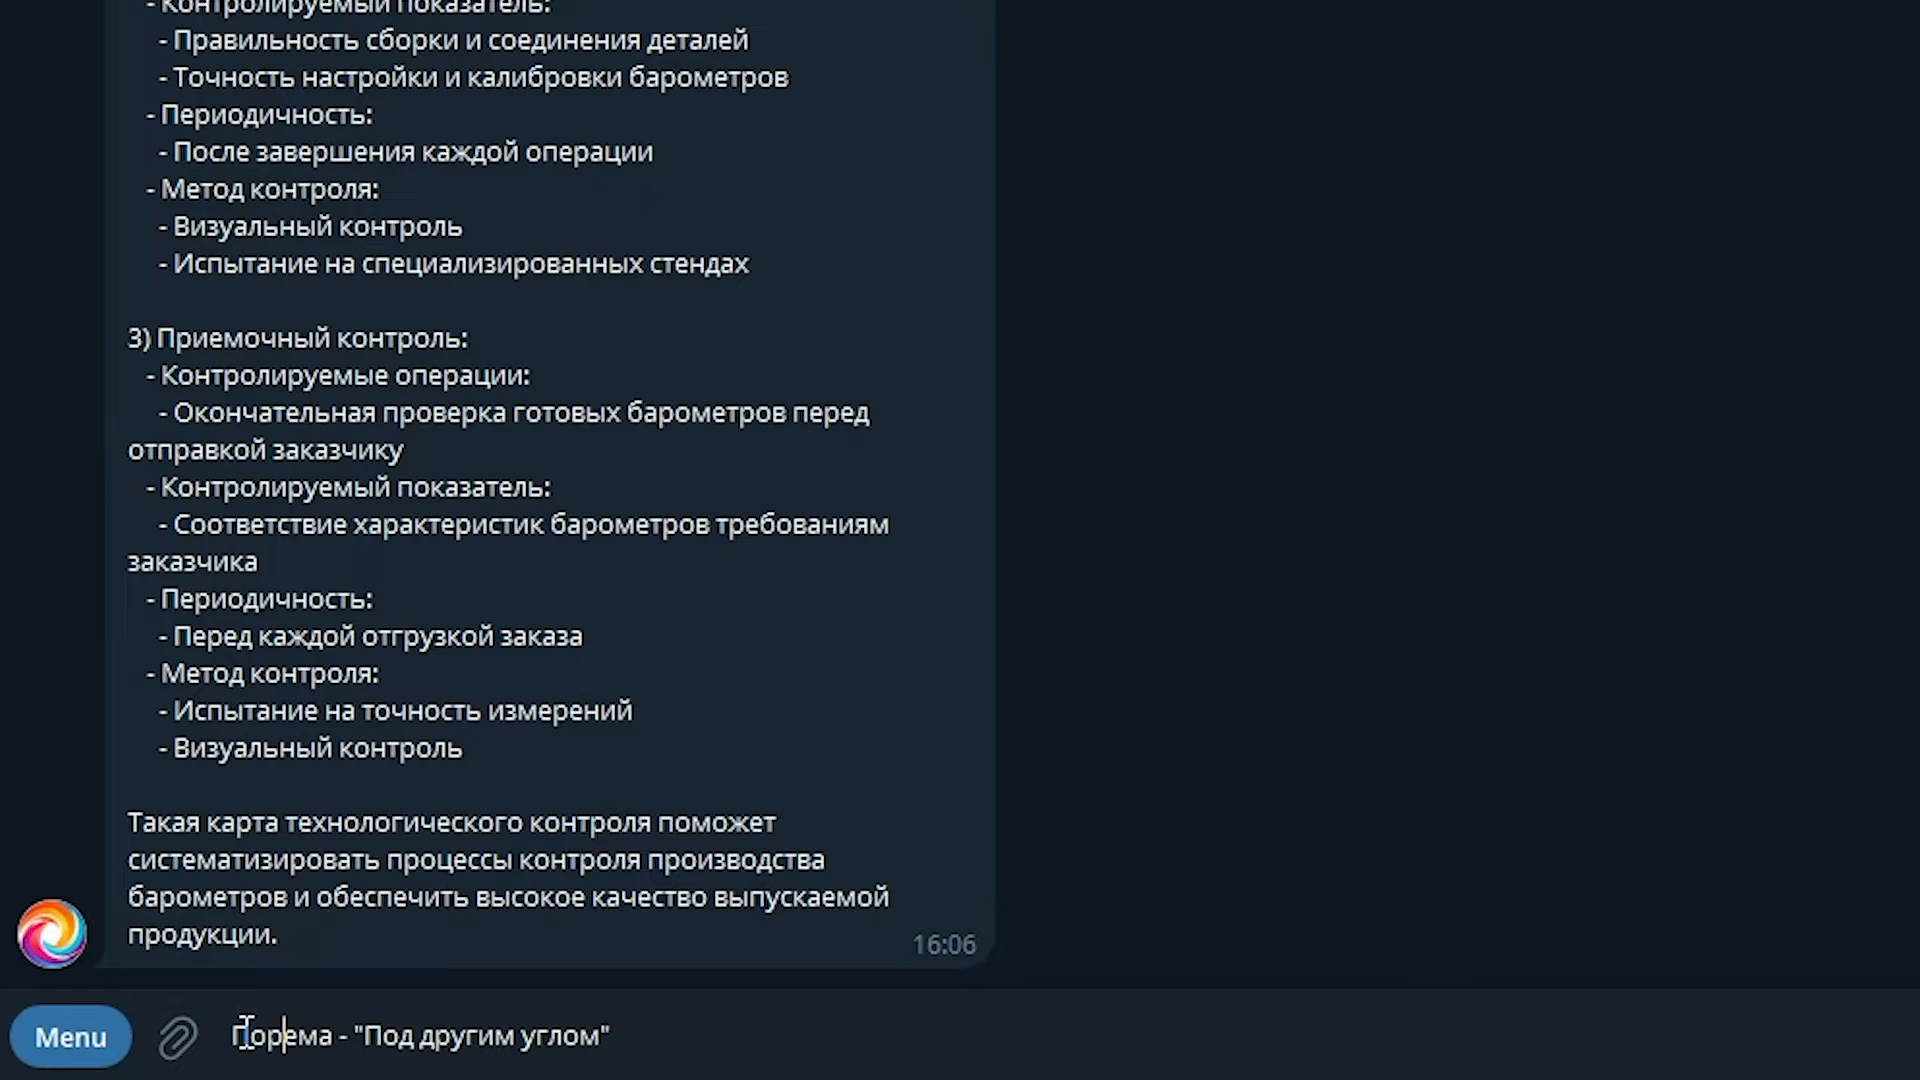 - Контролируемый показатель:
- Правильность сборки и соединения деталей
- Точность настройки и калибровки барометров
- Периодичность:
- После завершения каждой операции
- Метод контроля:
- Визуальный контроль
- Испытание на специализированных стендах
3) Приемочный контроль:
- Контролируемые операции:
- Окончательная проверка готовых барометров перед
отправкой заказчику
- Контролируемый показатель:
- Соответствие характеристик барометров требованиям
заказчика
- Периодичность:
- Перед каждой отгрузкой заказа
- Метод контроля:
- Испытание на точность измерений
- Визуальный контроль
Такая карта технологического контроля поможет
систематизировать процессы контроля производства
барометров и обеспечить высокое качество выпускаемой
продукции.
16:06
Menu
Порема - "Под другим углом"